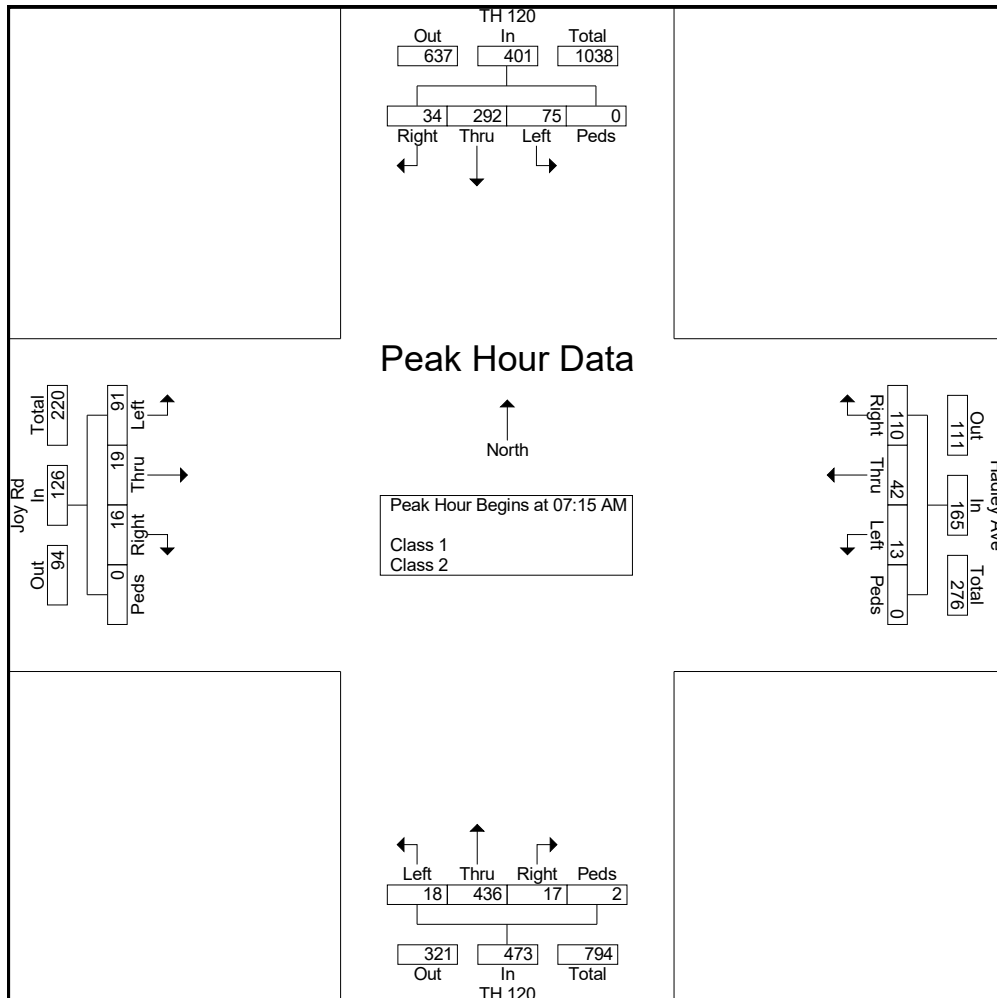 TH 120
Out In Total
637 401 1038
34 292 75 0
Right Thru Left Peds
Peak Hour Data
North
Peak Hour Begins at 07:15 AM
Class 1
Class 2
Joy Rd
Out In Total
94 126 220
91 19 16 0
Left Thru Right Peds
Hadley Ave
Out In Total
111 165 276
110 42 13 0
Right Thru Left Peds
Left Thru Right Peds
18 436 17 2
321 473 794
Out In Total
TH 120